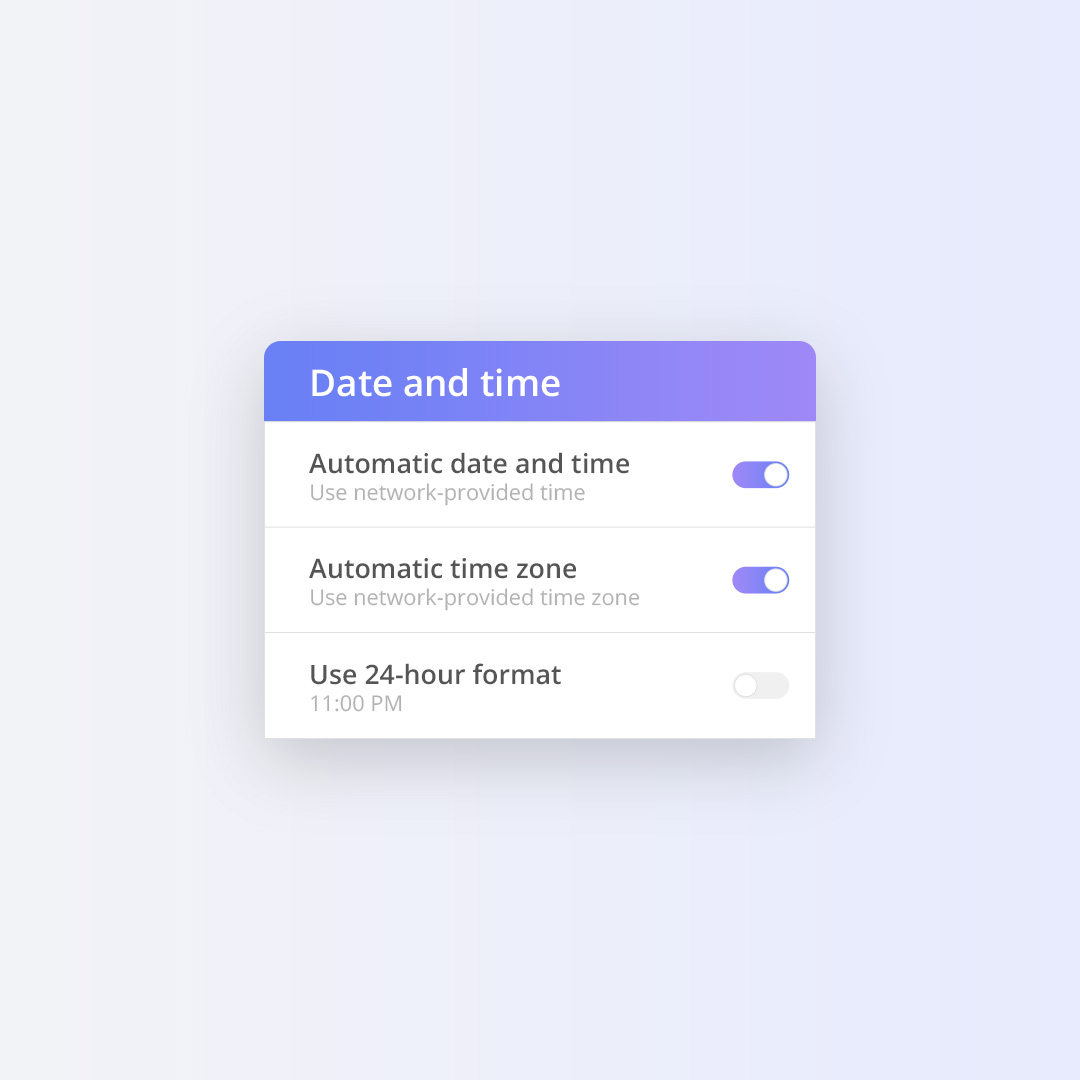 Date and time
Automatic date and time
Use network-provided time
Automatic time zone
Use network-provided time zone
Use 24-hour format
11:00 PM